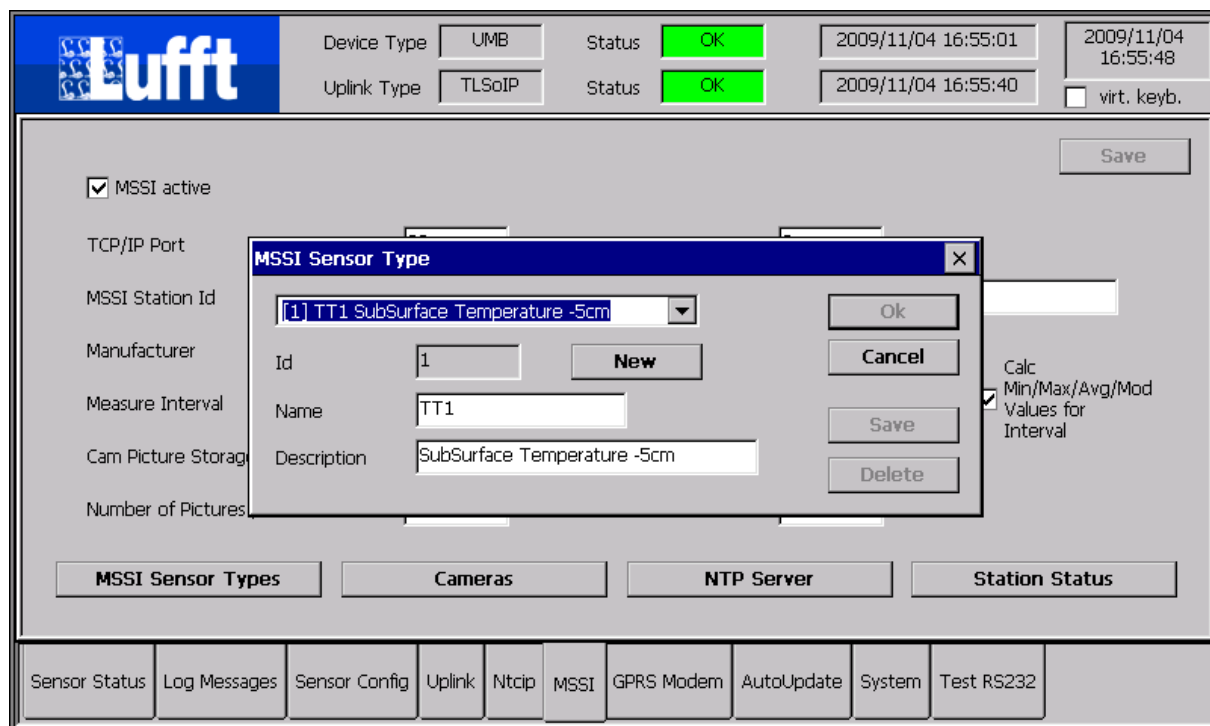 Lufft
Device Type UMB Status OK 2009/11/04 16:55:01
2009/11/04
16:55:48
Uplink Type TLSoIP Status OK 2009/11/04 16:55:40
virt. keyb.
Save
MSSI active
TCP/IP Port
MSSI Station Id
Manufacturer
Measure Interval
Cam Picture Storag
Number of Pictures
Calc
Min/Max/Avg/Mod
Values for
Interval
MSSI Sensor Type
[1] TT1 SubSurface Temperature -5cm
Ok
Id 1 New
Cancel
Name TT1
Save
Description SubSurface Temperature -5cm
Delete
MSSI Sensor Types Cameras NTP Server Station Status
Sensor Status Log Messages Sensor Config Uplink Ntcip MSSI GPRS Modem AutoUpdate System Test RS232